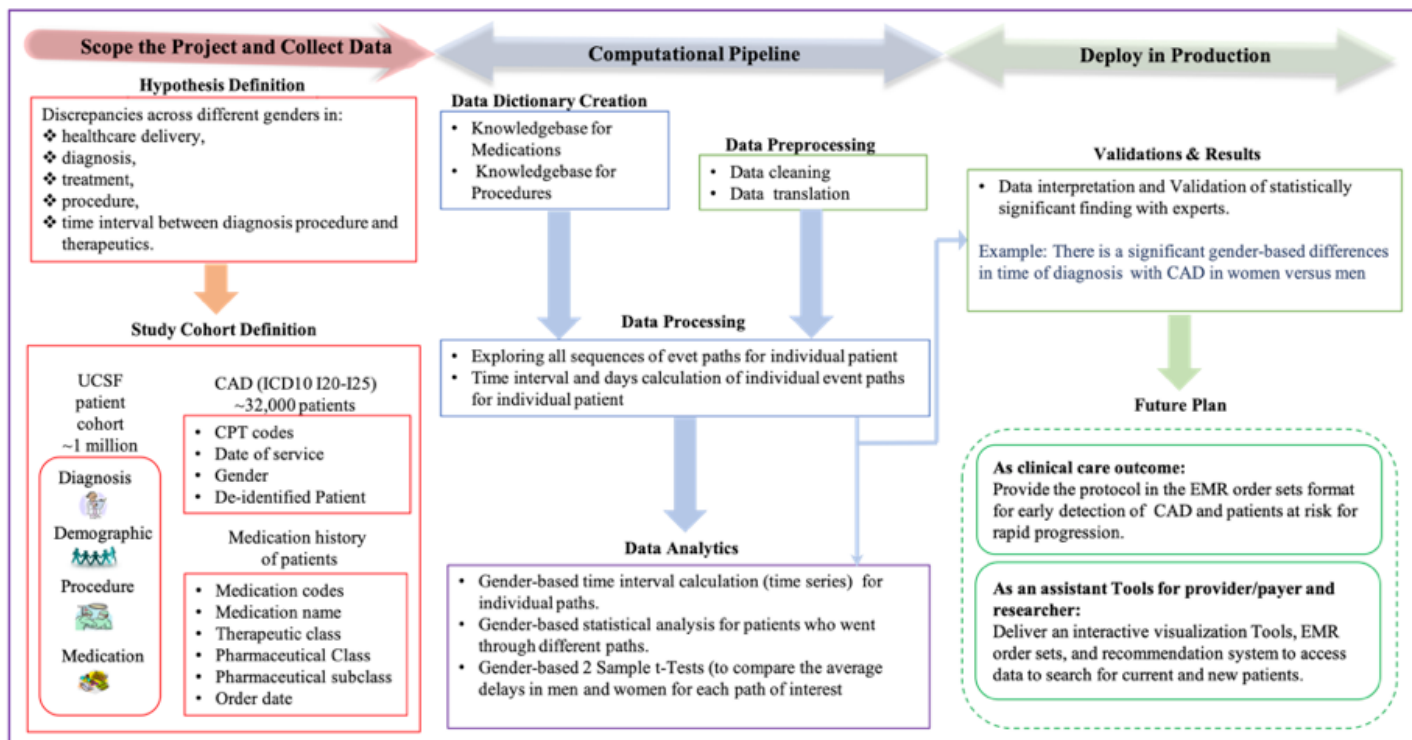 Scope the Project and Collect Data
Hypothesis Definition
Discrepancies across different genders in:
❖ healthcare delivery,
❖ diagnosis,
❖ treatment,
❖ procedure,
❖ time interval between diagnosis procedure and
therapeutics.
Study Cohort Definition
UCSF
patient
cohort
~1 million
Diagnosis
Demographic
Procedure
Medication
CAD (ICD10 I20-I25)
~32,000 patients
• CPT codes
• Date of service
• Gender
• De-identified Patient
Medication history
of patients
• Medication codes
• Medication name
• Therapeutic class
• Pharmaceutical Class
• Pharmaceutical subclass
• Order date
Computational Pipeline
Data Dictionary Creation
• Knowledgebase for
Medications
• Knowledgebase for
Procedures
Data Preprocessing
• Data cleaning
• Data translation
Data Processing
• Exploring all sequences of evet paths for individual patient
• Time interval and days calculation of individual event paths
for individual patient
Data Analytics
• Gender-based time interval calculation (time series) for
individual paths.
• Gender-based statistical analysis for patients who went
through different paths.
• Gender-based 2 Sample t-Tests (to compare the average
delays in men and women for each path of interest
Deploy in Production
Validations & Results
• Data interpretation and Validation of statistically
significant finding with experts.
Example: There is a significant gender-based differences
in time of diagnosis with CAD in women versus men
Future Plan
As clinical care outcome:
Provide the protocol in the EMR order sets format
for early detection of CAD and patients at risk for
rapid progression.
As an assistant Tools for provider/payer and
researcher:
Deliver an interactive visualization Tools, EMR
order sets, and recommendation system to access
data to search for current and new patients.